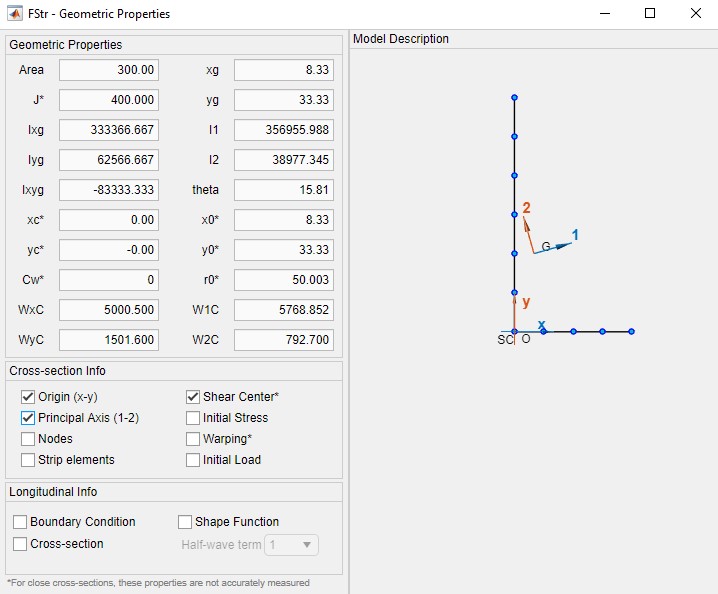 FStr - Geometric Properties
Geometric Properties
Area 300.00 xg 8.33
J* 400.000 yg 33.33
Ixg 333366.667 I1 356955.988
Iyg 62566.667 I2 38977.345
Ixyg -83333.333 theta 15.81
xc* 0.00 x0* 8.33
yc* -0.00 y0* 33.33
Cw* 0 r0* 50.003
WxC 5000.500 W1C 5768.852
WyC 1501.600 W2C 792.700
Cross-section Info
Origin (x-y) Shear Center*
Principal Axis (1-2) Initial Stress
Nodes Warping*
Strip elements Initial Load
Longitudinal Info
Boundary Condition Shape Function
Cross-section Half-wave term 1
*For close cross-sections, these properties are not accurately measured
Model Description
2
1
G
y
x
SC O